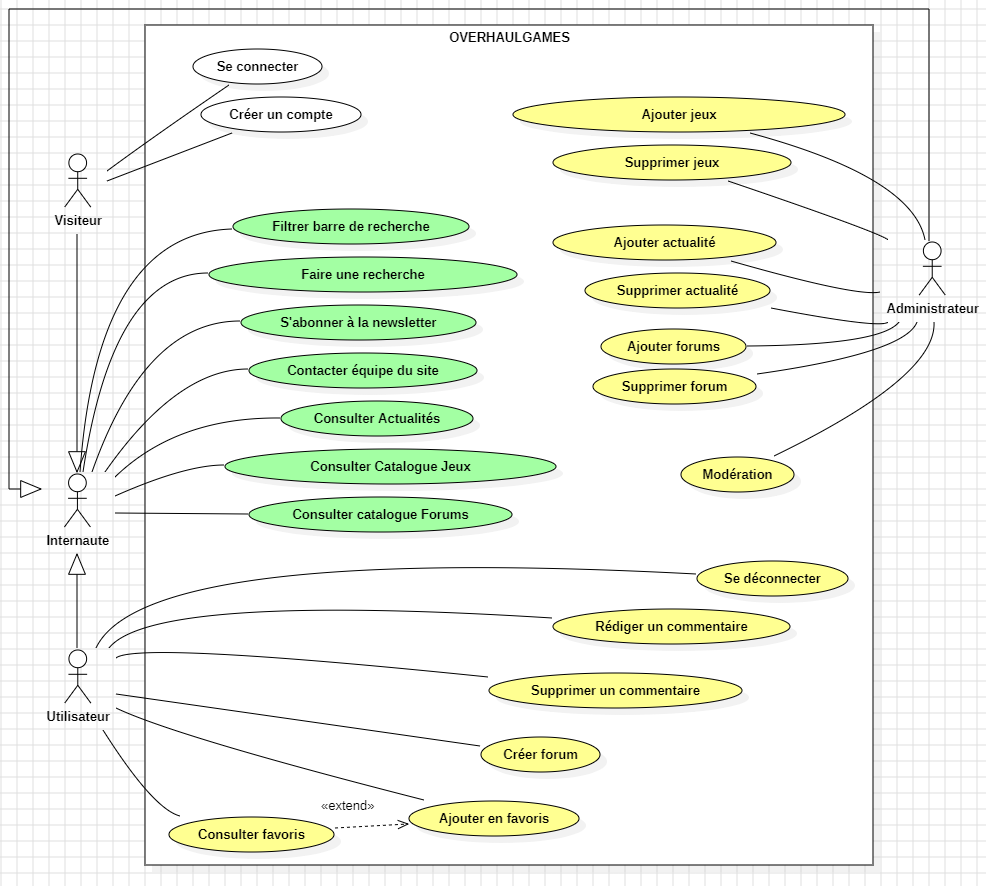 OVERHAULGAMES
Se connecter
Créer un compte
Ajouter jeux
Supprimer jeux
Visiteur
Filtrer barre de recherche
Ajouter actualité
Faire une recherche
Supprimer actualité
Administrateur
S'abonner à la newsletter
Ajouter forums
Contacter équipe du site
Supprimer forum
Consulter Actualités
Consulter Catalogue Jeux
Modération
Consulter catalogue Forums
Internaute
Se déconnecter
Rédiger un commentaire
Supprimer un commentaire
Utilisateur
Créer forum
«extend»
Ajouter en favoris
Consulter favoris